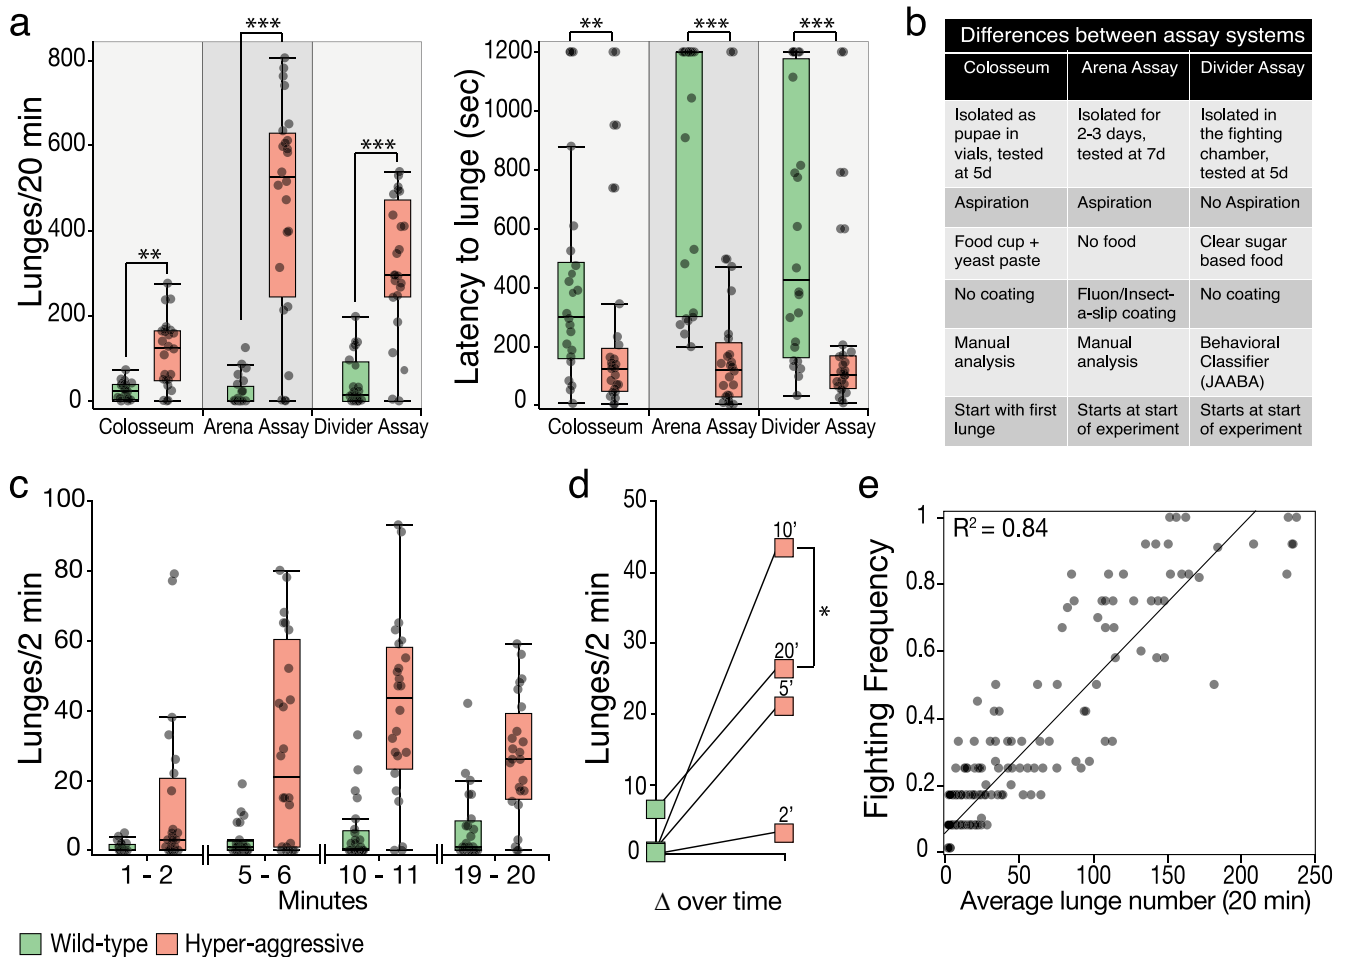 a
Lunges/20 min
800
600
400
200
0
**
***
***
Colosseum
Arena Assay
Divider Assay
Latency to lunge (sec)
1200
1000
800
600
400
200
0
**
***
***
Colosseum
Arena Assay
Divider Assay
b
Differences between assay systems
Colosseum
Arena Assay
Divider Assay
Isolated as
pupae in
vials, tested
at 5d
Isolated for
2-3 days,
tested at 7d
Isolated in
the fighting
chamber,
tested at 5d
Aspiration
Aspiration
No Aspiration
Food cup +
yeast paste
No food
Clear sugar
based food
No coating
Fluon/Insect-
a-slip coating
No coating
Manual
analysis
Manual
analysis
Behavioral
Classifier
(JAABA)
Start with first
lunge
Starts at start
of experiment
Starts at start
of experiment
c
Lunges/2 min
100
80
60
40
20
0
1 - 2
5 - 6
10 - 11
19 - 20
Minutes
d
Lunges/2 min
50
40
30
20
10
0
10’
20’
5’
2’
*
Δ over time
e
Fighting Frequency
1
0.8
0.6
0.4
0.2
0
R² = 0.84
0
50
100
150
200
250
Average lunge number (20 min)
Wild-type
Hyper-aggressive